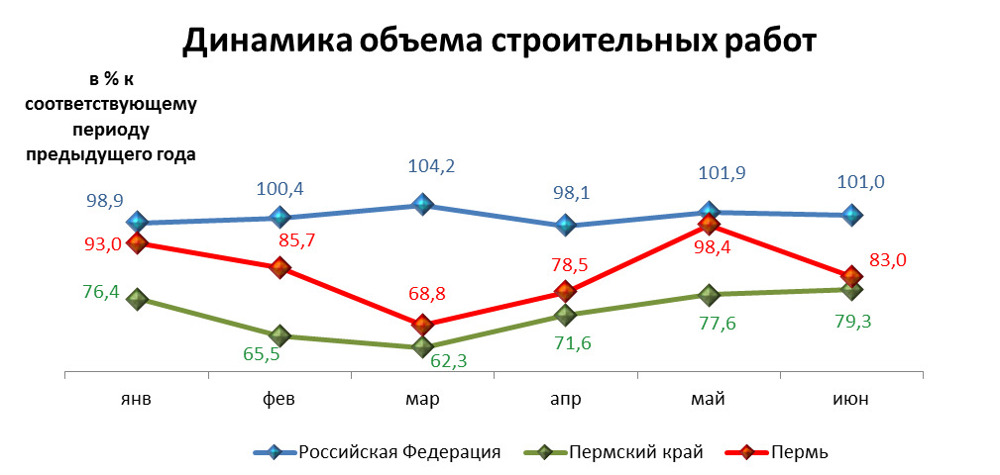 Динамика объема строительных работ
в % к
соответствующему
периоду
предыдущего года
98,9
100,4
104,2
98,1
101,9
101,0
93,0
85,7
68,8
78,5
98,4
83,0
76,4
65,5
62,3
71,6
77,6
79,3
янв фев мар апр май июн
Российская Федерация Пермский край Пермь